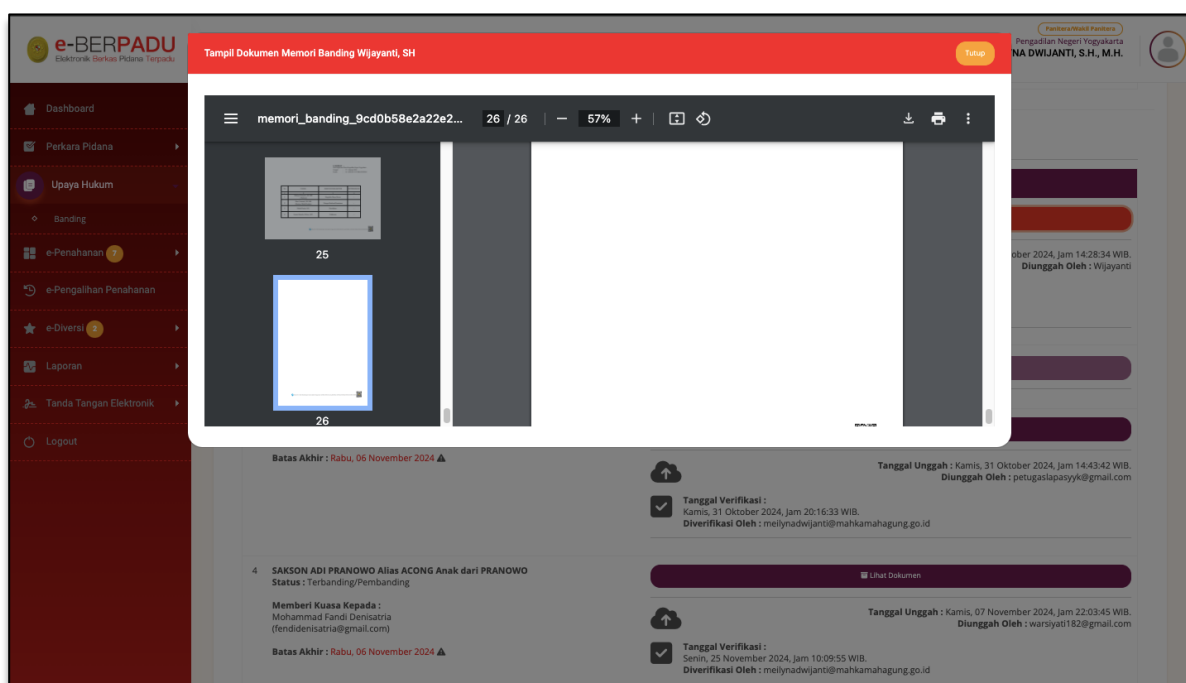 e-BERPADU
Elektronik Berkas Pidana Terpadu
Panitera/Wakil Panitera
Pengadilan Negeri Yogyakarta
NA DWIJANTI, S.H., M.H.
Tampil Dokumen Memori Banding Wijayanti, SH
Tutup
memori_banding_9cd0b58e2a22e2...
26 / 26
57%
25
26
Dashboard
Perkara Pidana
Upaya Hukum
Banding
e-Penahanan 7
e-Pengalihan Penahanan
e-Diversi 2
Laporan
Tanda Tangan Elektronik
Logout
ober 2024, Jam 14:28:34 WIB.
Diunggah Oleh : Wijayanti
Batas Akhir : Rabu, 06 November 2024
Tanggal Unggah : Kamis, 31 Oktober 2024, Jam 14:43:42 WIB.
Diunggah Oleh : petugaslapasyyk@gmail.com
Tanggal Verifikasi :
Kamis, 31 Oktober 2024, Jam 20:16:33 WIB.
Diverifikasi Oleh : meilynadwijanti@mahkamahagung.go.id
4 SAKSON ADI PRANOWO Alias ACONG Anak dari PRANOWO
Status : Terbanding/Pembanding
Memberi Kuasa Kepada :
Mohammad Fandi Denisatria
(fendidenisatria@gmail.com)
Batas Akhir : Rabu, 06 November 2024
Lihat Dokumen
Tanggal Unggah : Kamis, 07 November 2024, Jam 22:03:45 WIB.
Diunggah Oleh : warsiyati182@gmail.com
Tanggal Verifikasi :
Senin, 25 November 2024, Jam 10:09:55 WIB.
Diverifikasi Oleh : meilynadwijanti@mahkamahagung.go.id